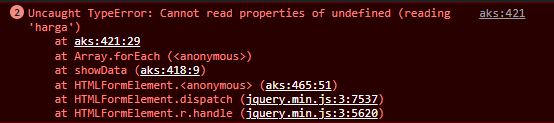 2 Uncaught TypeError: Cannot read properties of undefined (reading aks:421
'harga')
at aks:421:29
at Array.forEach (<anonymous>)
at showData (aks:418:9)
at HTMLFormElement.<anonymous> (aks:465:51)
at HTMLFormElement.dispatch (jquery.min.js:3:7537)
at HTMLFormElement.r.handle (jquery.min.js:3:5620)